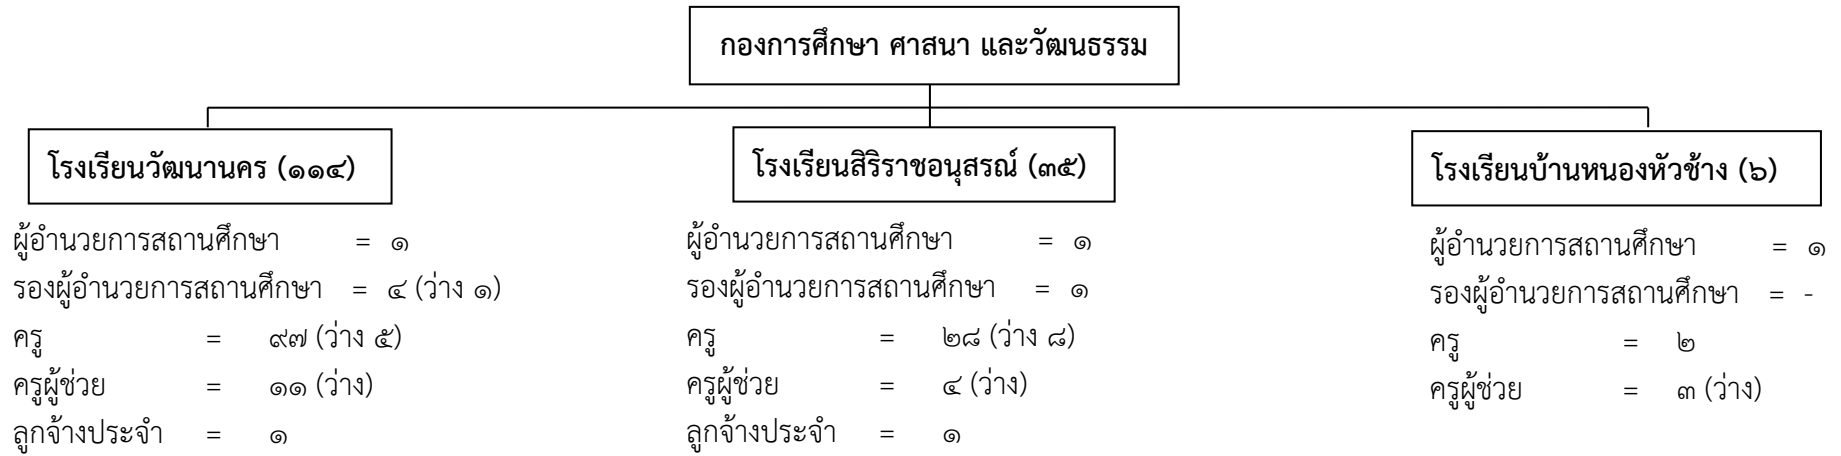 กองการศึกษา ศาสนา และวัฒนธรรม
โรงเรียนวัฒนานคร (๑๑๔)
ผู้อำนวยการสถานศึกษา = ๑
รองผู้อำนวยการสถานศึกษา = ๔ (ว่าง ๑)
ครู = ๙๗ (ว่าง ๕)
ครูผู้ช่วย = ๑๑ (ว่าง)
ลูกจ้างประจำ = ๑
โรงเรียนสิริราชอนุสรณ์ (๓๕)
ผู้อำนวยการสถานศึกษา = ๑
รองผู้อำนวยการสถานศึกษา = ๑
ครู = ๒๘ (ว่าง ๘)
ครูผู้ช่วย = ๔ (ว่าง)
ลูกจ้างประจำ = ๑
โรงเรียนบ้านหนองหัวช้าง (๖)
ผู้อำนวยการสถานศึกษา = ๑
รองผู้อำนวยการสถานศึกษา = -
ครู = ๒
ครูผู้ช่วย = ๓ (ว่าง)